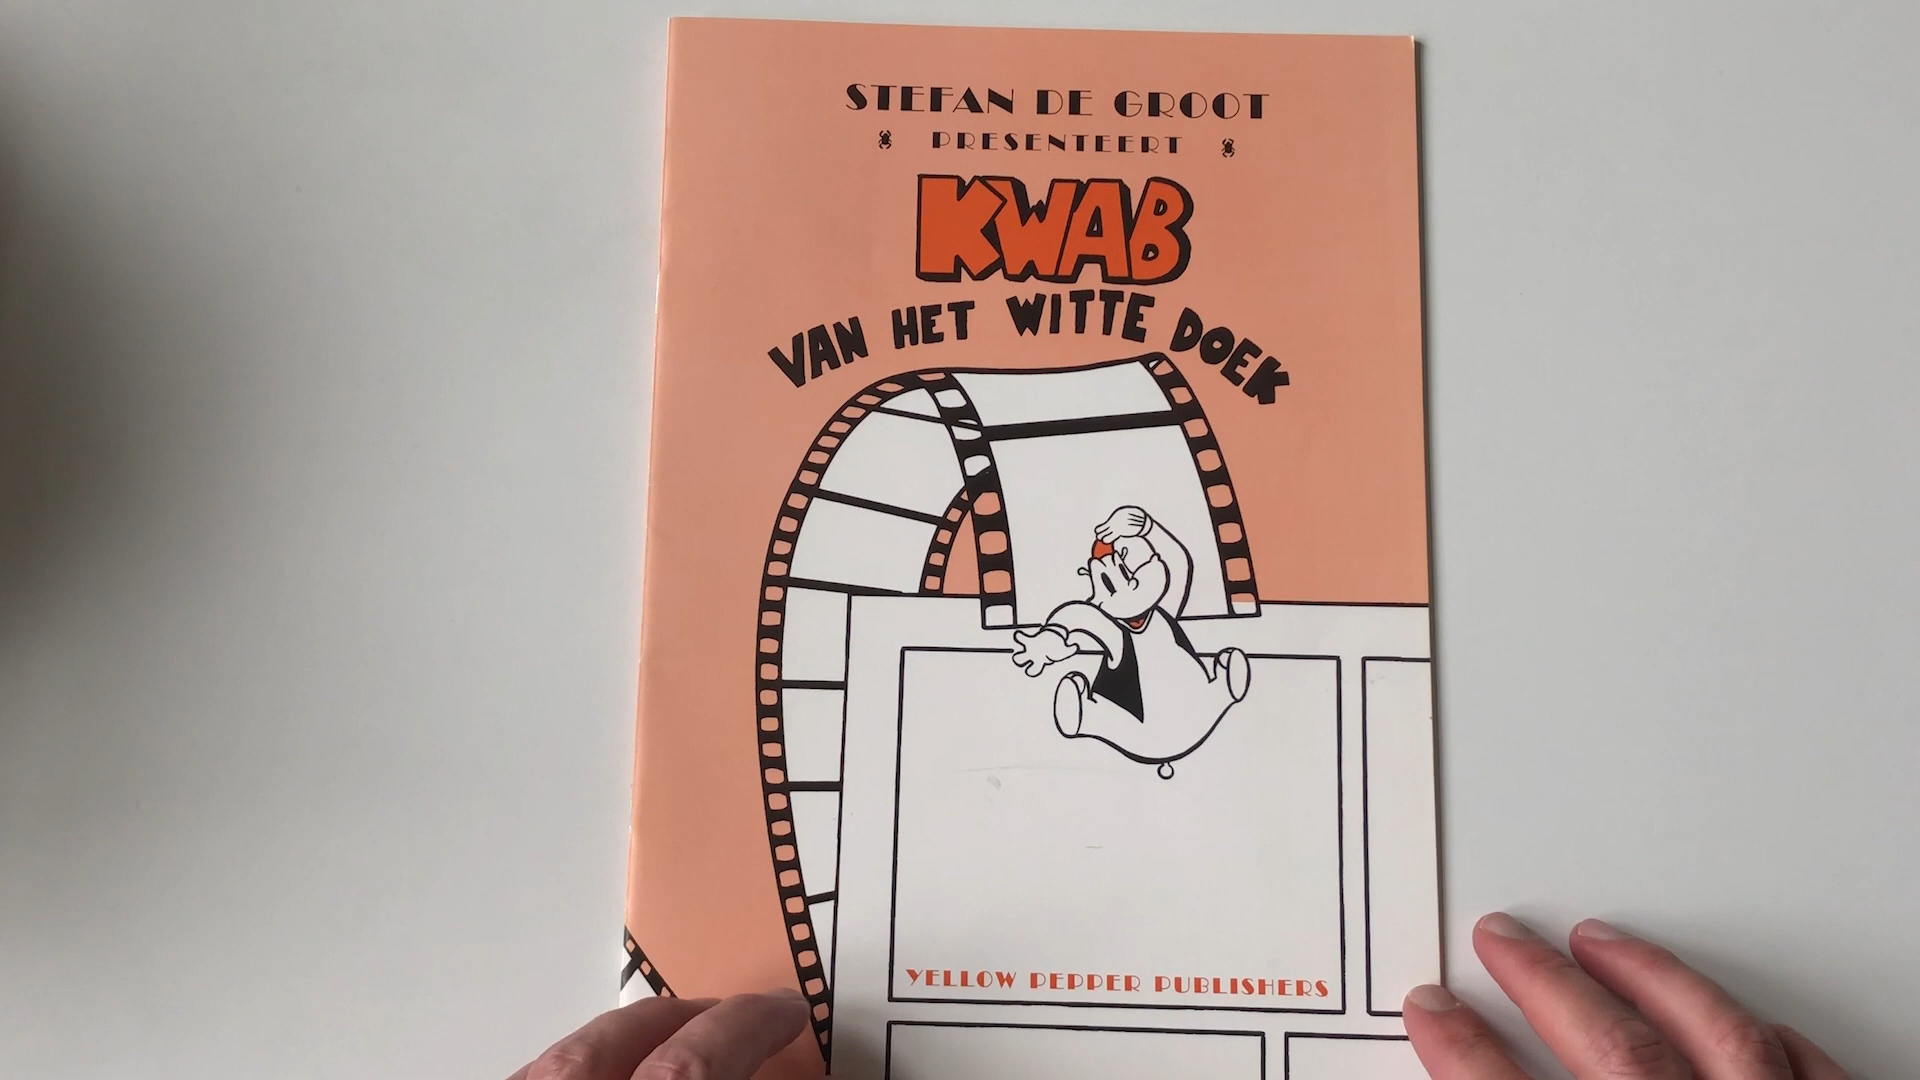 STEFAN DE GROOT
PRESENTEERT
KWAB
VAN HET WITTE DOEK
YELLOW PEPPER PUBLISHERS